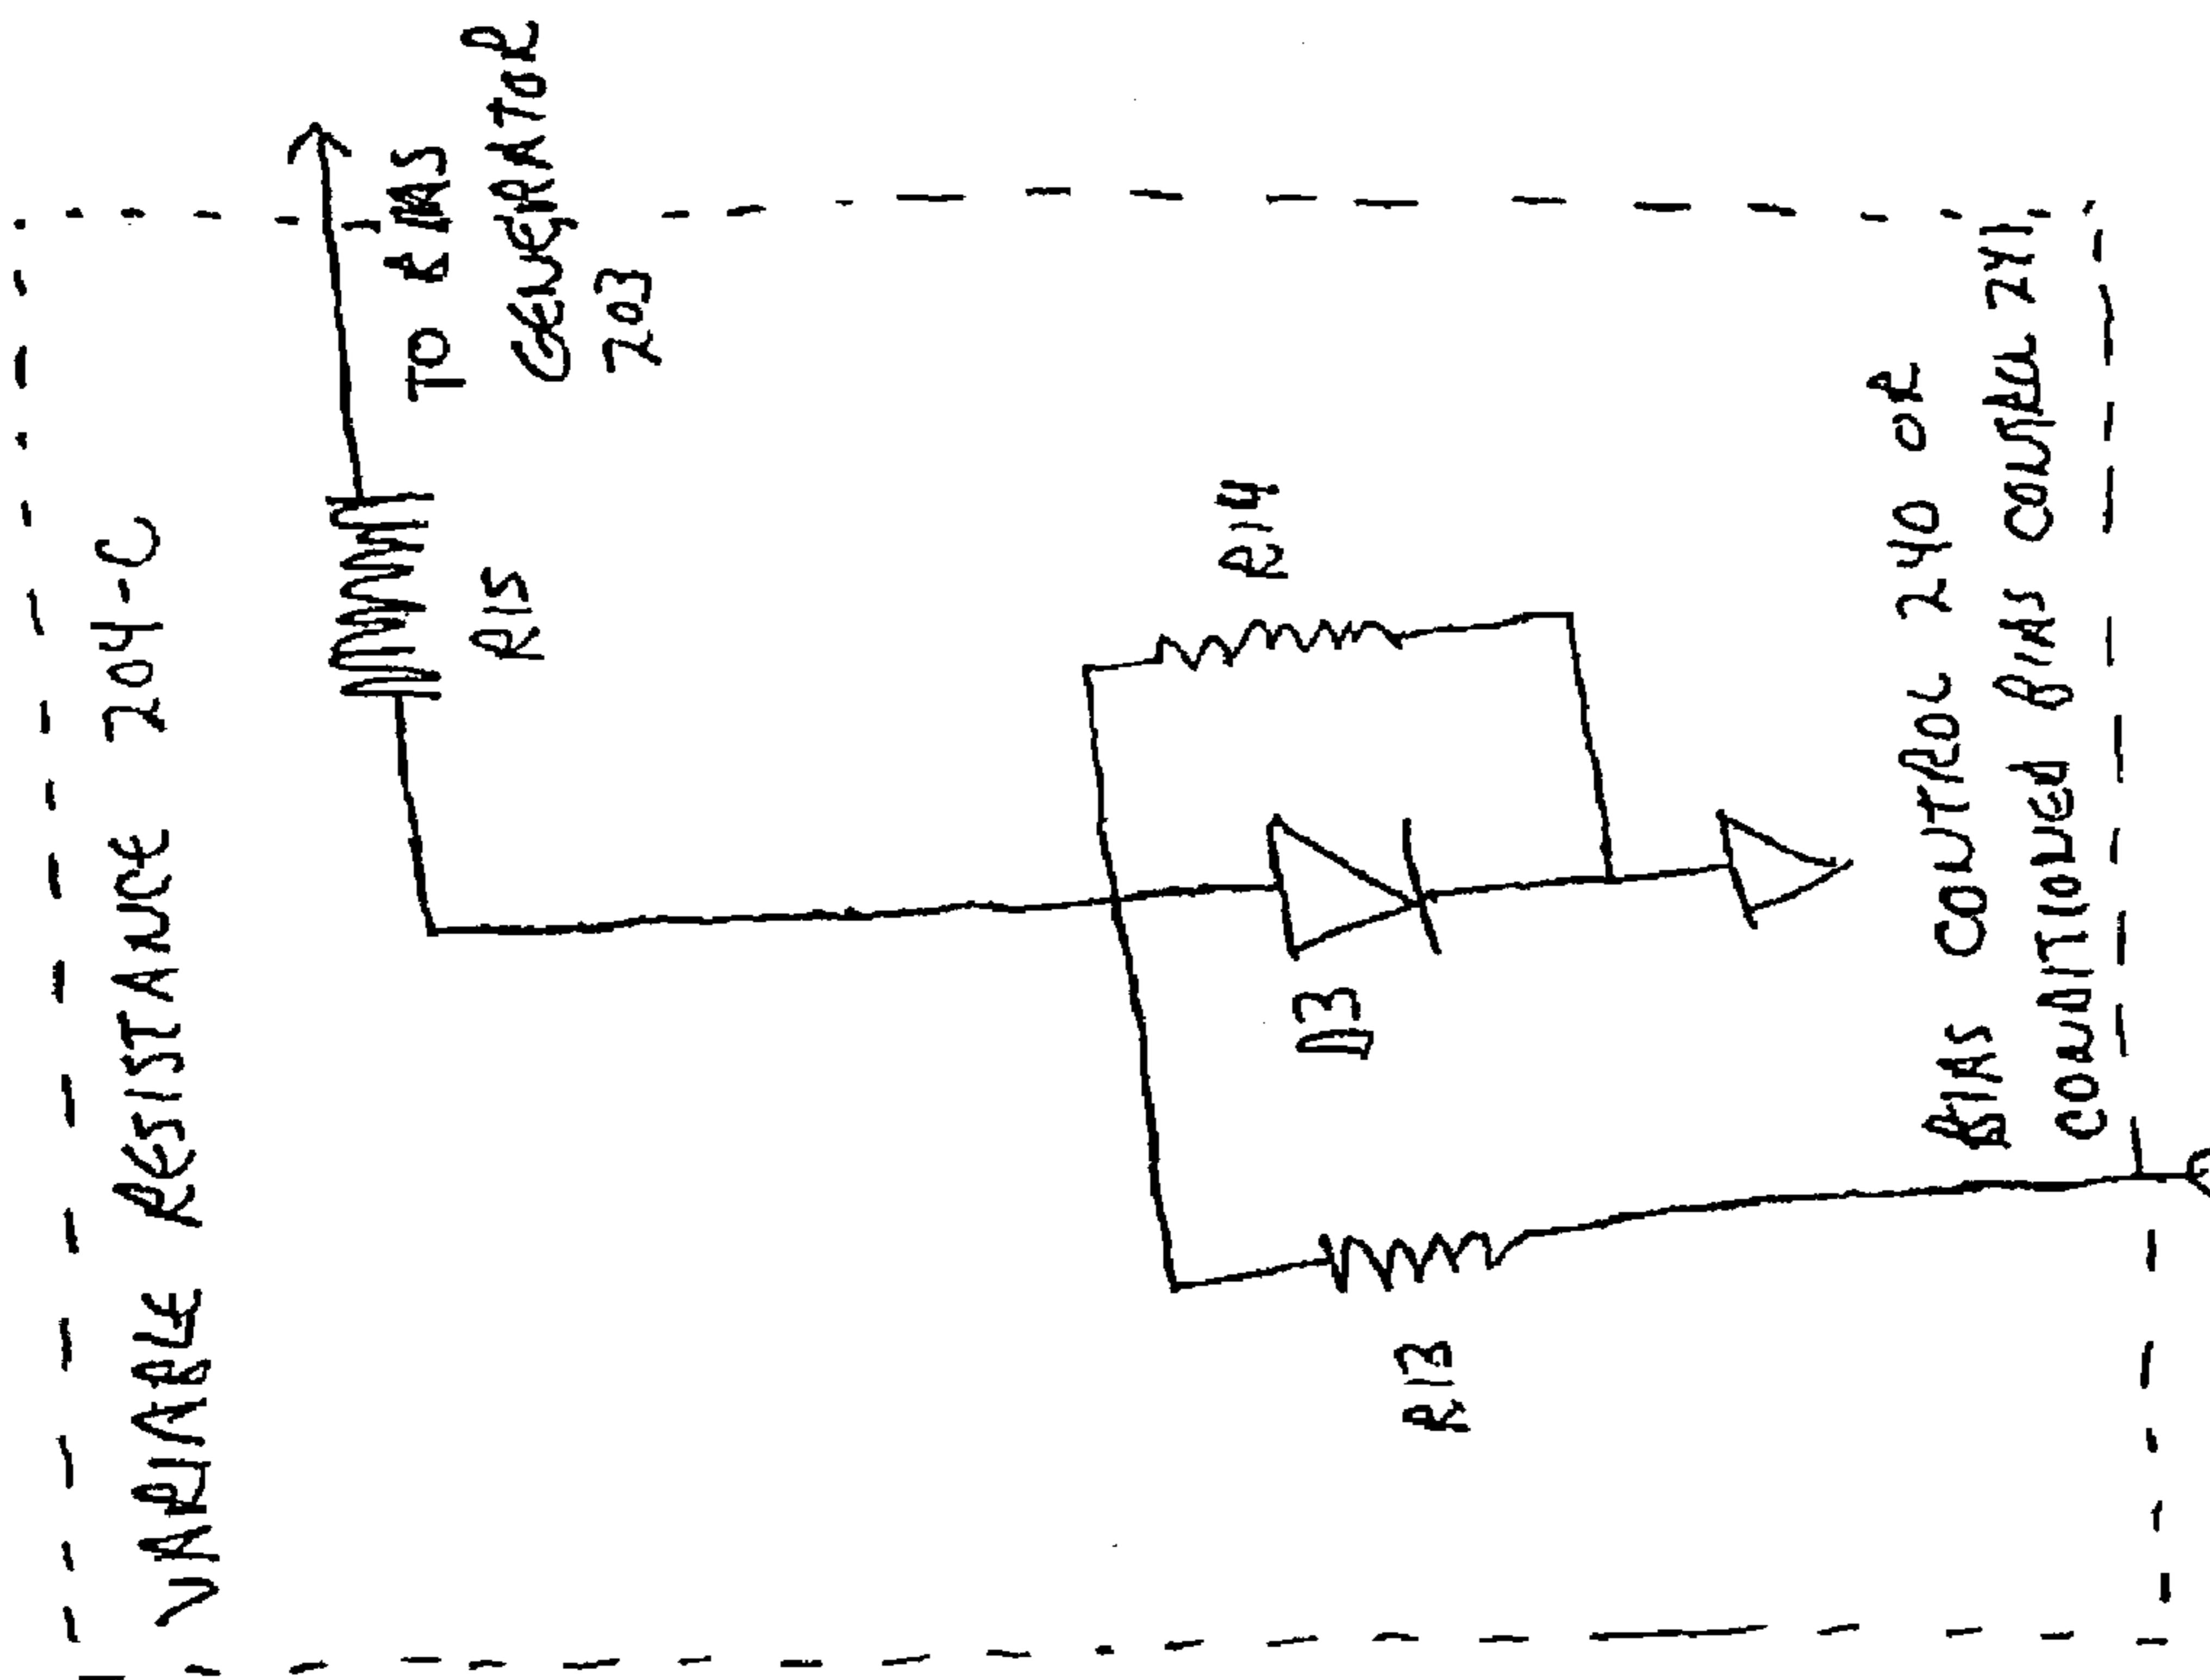 VARIABLE RESISTANCE 204-C
TO BIAS
GENERATOR
203
R15
R14
D3
R13
BIAS CONTROL 240 OR
CONDITIONED BIAS CONTROL 241